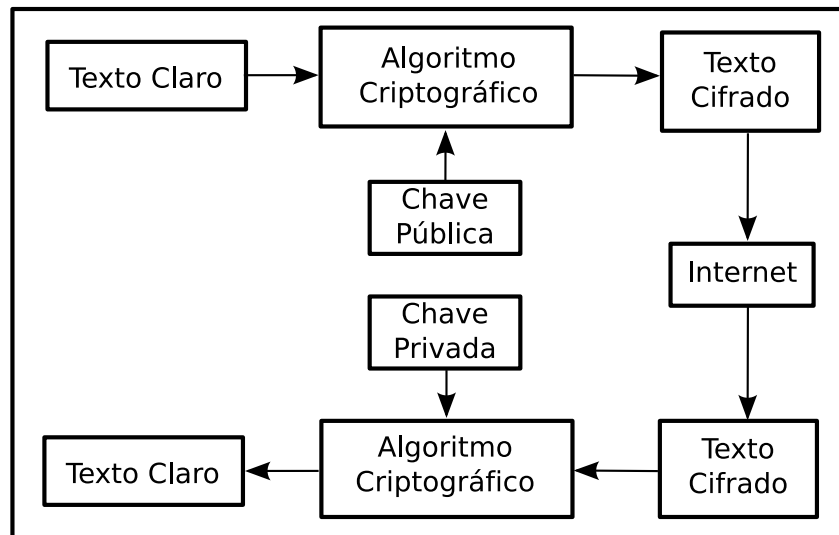 Texto Claro
Algoritmo
Criptográfico
Texto
Cifrado
Chave
Pública
Internet
Chave
Privada
Texto Claro
Algoritmo
Criptográfico
Texto
Cifrado